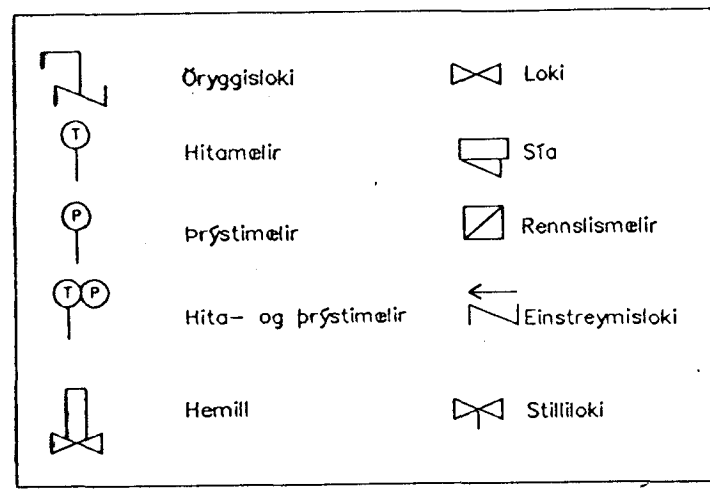 Öryggisloki
Loki
T
Hitamælir
Sía
P
Þrýstimælir
Rennslismælir
T P
Hita- og þrýstimælir
Einstreymisloki
Hemill
Stilliloki